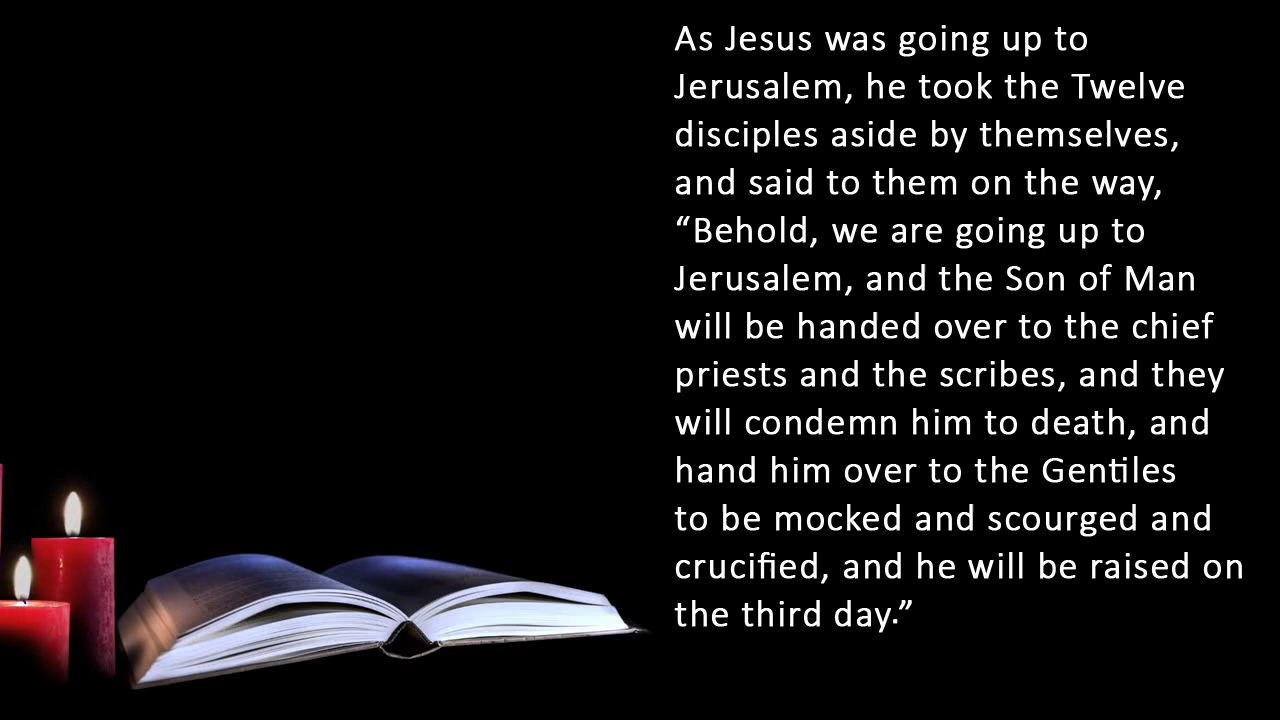 As Jesus was going up to
Jerusalem, he took the Twelve
disciples aside by themselves,
and said to them on the way,
“Behold, we are going up to
Jerusalem, and the Son of Man
will be handed over to the chief
priests and the scribes, and they
will condemn him to death, and
hand him over to the Gentiles
to be mocked and scourged and
crucified, and he will be raised on
the third day.”